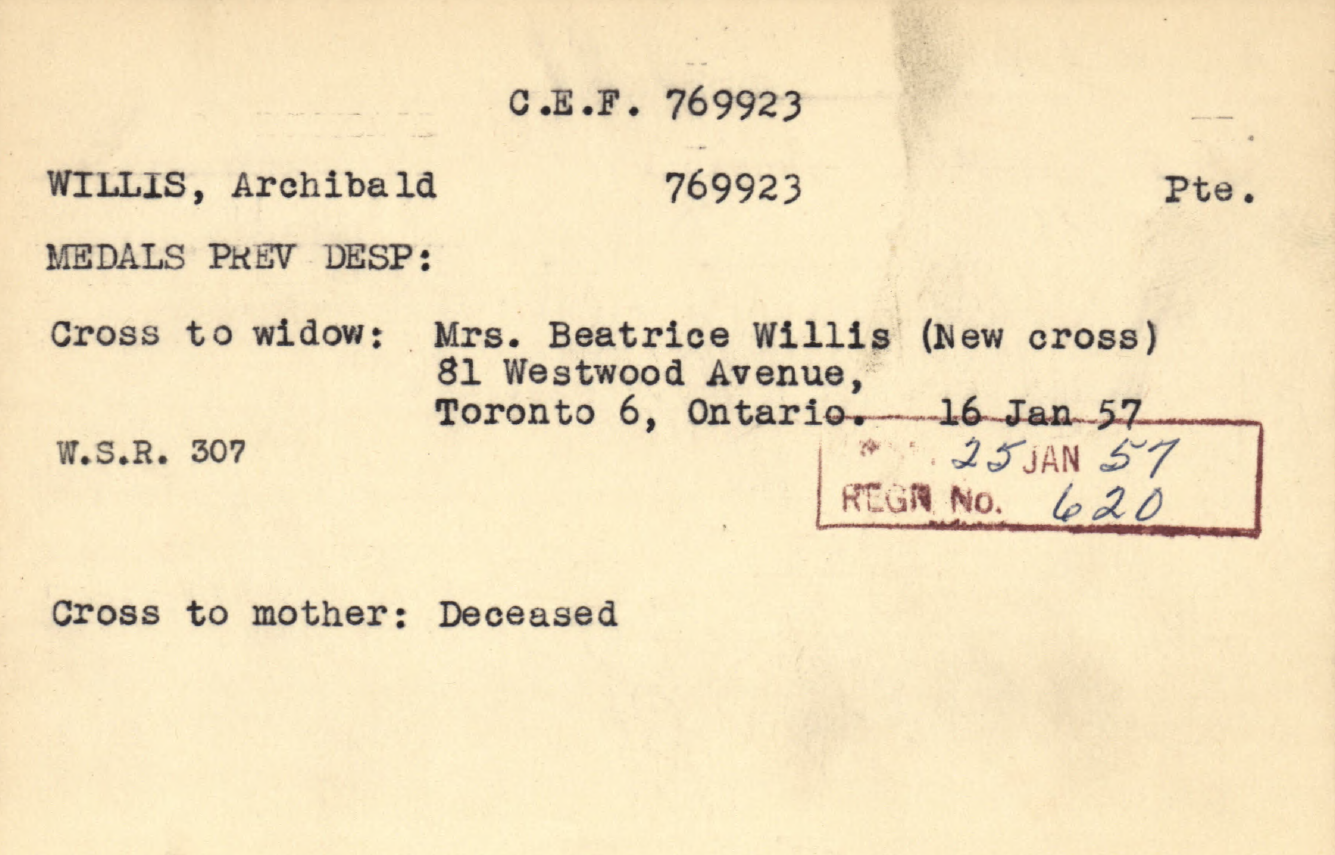 C.E.F. 769923
WILLIS, Archibald 769923 Pte.
MEDALS PREV DESP:
Cross to widow: Mrs. Beatrice Willis (New cross)
81 Westwood Avenue,
Toronto 6, Ontario. 16 Jan 57
W.S.R. 307
25 JAN 57
REGN No. 620
Cross to mother: Deceased